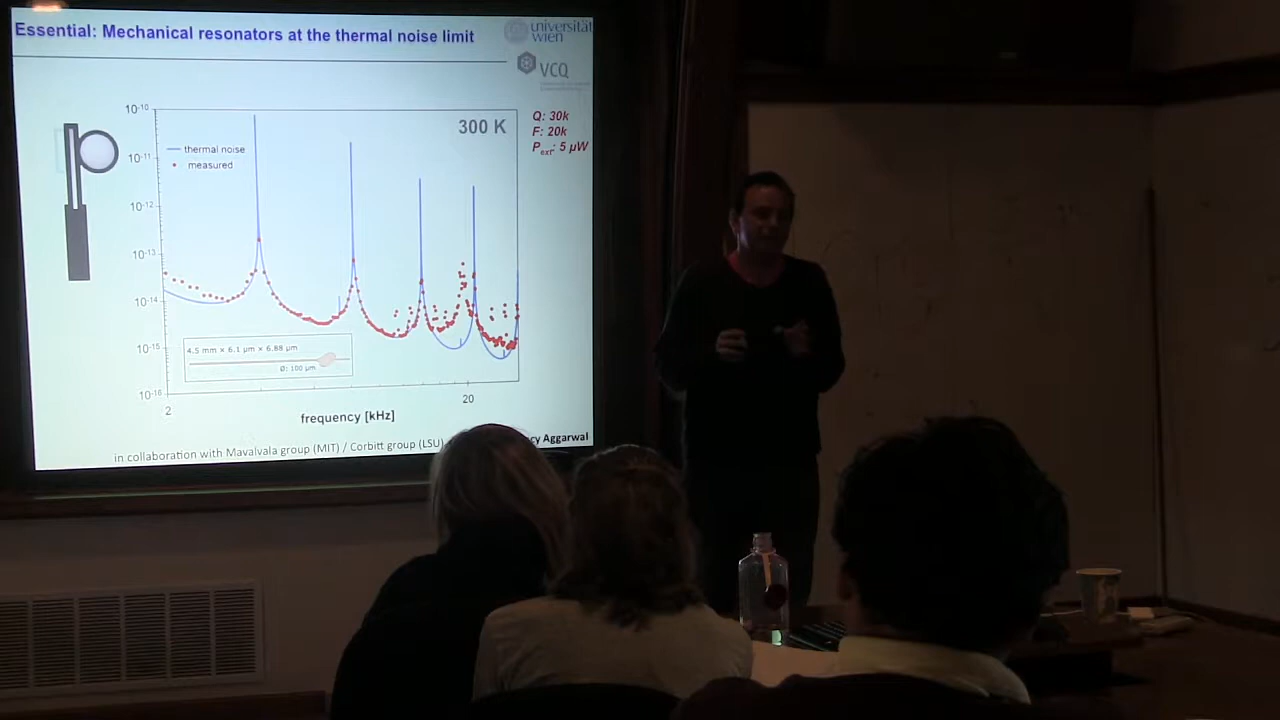 Essential: Mechanical resonators at the thermal noise limit
universität
wien
VCQ
10-10
10-11
10-12
10-13
10-14
10-15
10-16
thermal noise
measured
300 K
Q: 30k
F: 20k
Pext: 5 µW
4.5 mm × 6.1 µm × 6.88 µm
Ø: 100 µm
2
20
frequency [kHz]
in collaboration with Mavalvala group (MIT) / Corbitt group (LSU)
Aggarwal